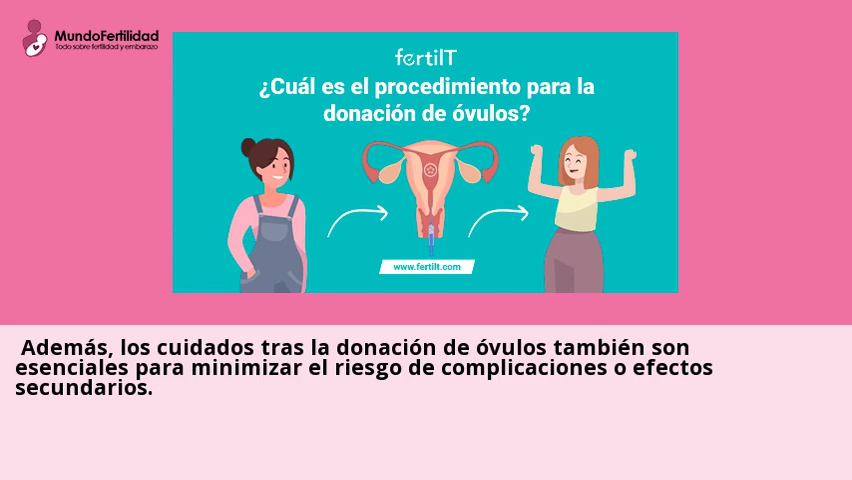 MundoFertilidad
Todo sobre fertilidad y embarazo
fertilT
¿Cuál es el procedimiento para la
donación de óvulos?
www.fertilt.com
Además, los cuidados tras la donación de óvulos también son
esenciales para minimizar el riesgo de complicaciones o efectos
secundarios.